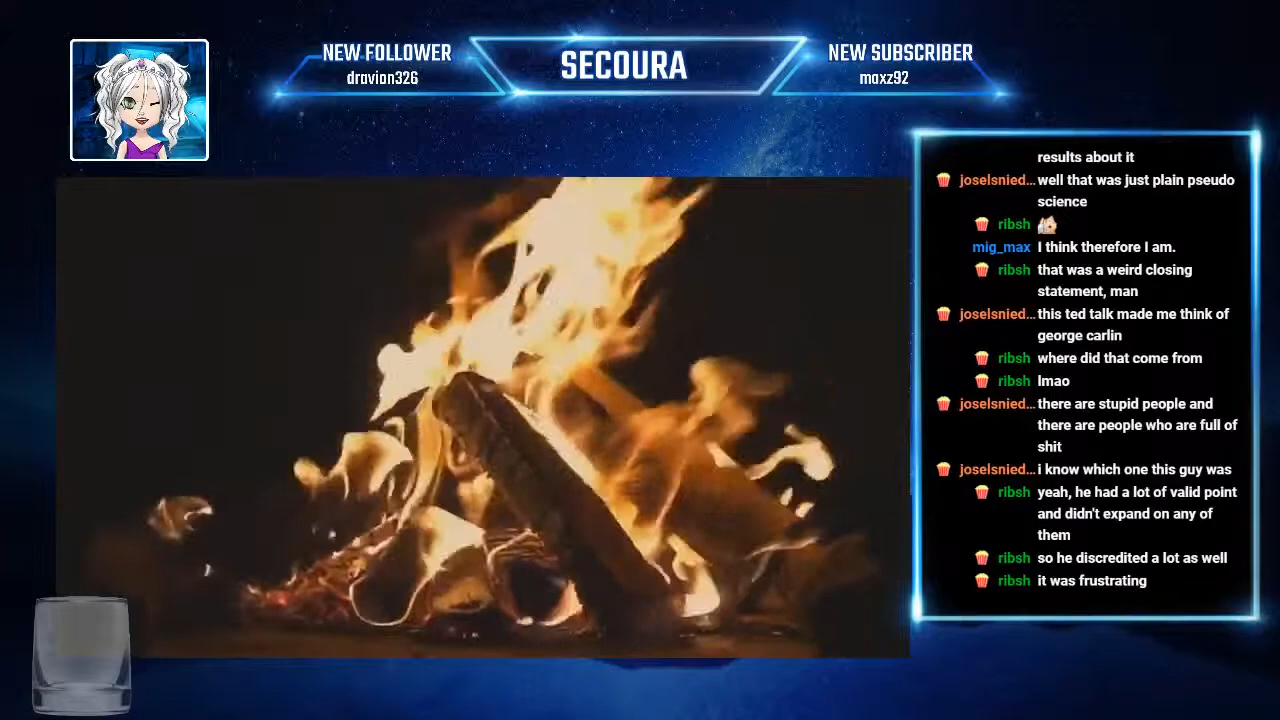 NEW FOLLOWER
dravian326
SECOURA
NEW SUBSCRIBER
maxz92
results about it
joselsnied... well that was just plain pseudo
science
ribsh
mig_max I think therefore I am.
ribsh that was a weird closing
statement, man
joselsnied... this ted talk made me think of
george carlin
ribsh where did that come from
ribsh lmao
joselsnied... there are stupid people and
there are people who are full of
shit
joselsnied... i know which one this guy was
ribsh yeah, he had a lot of valid point
and didn't expand on any of
them
ribsh so he discredited a lot as well
ribsh it was frustrating